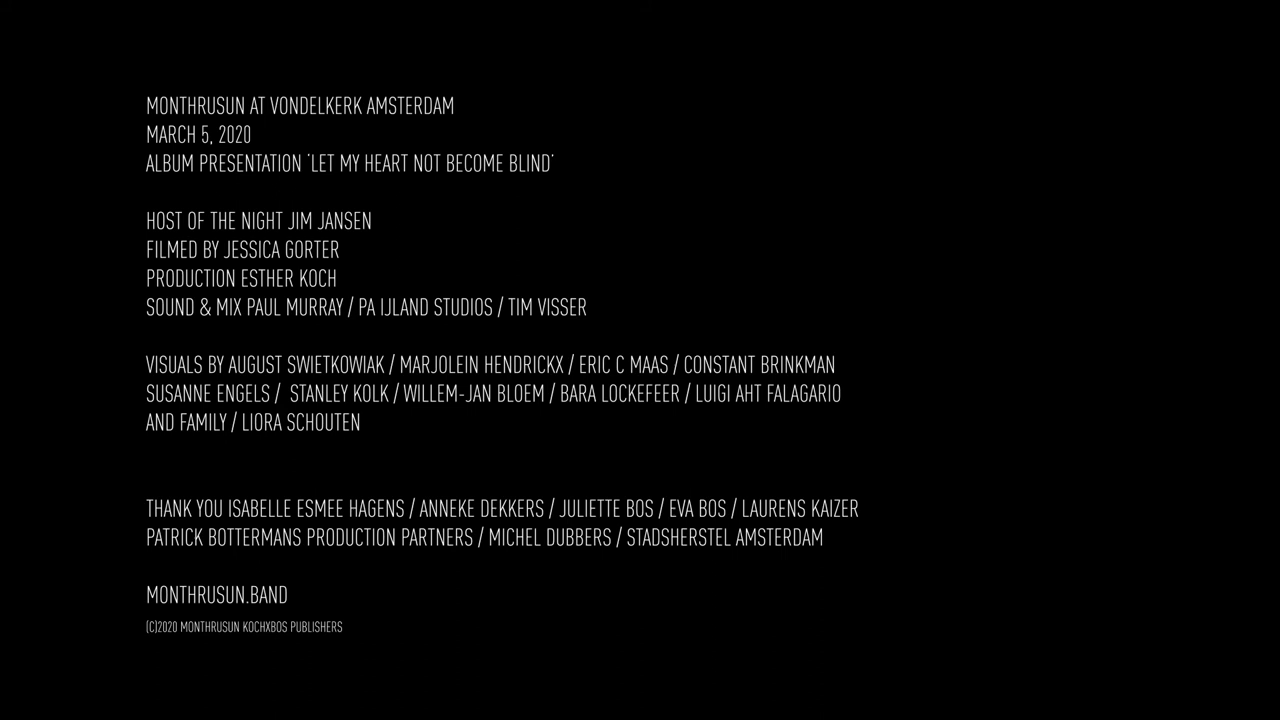 MONTHRUSUN AT VONDELKERK AMSTERDAM
MARCH 5, 2020
ALBUM PRESENTATION 'LET MY HEART NOT BECOME BLIND'
HOST OF THE NIGHT JIM JANSEN
FILMED BY JESSICA GORTER
PRODUCTION ESTHER KOCH
SOUND & MIX PAUL MURRAY / PA IJLAND STUDIOS / TIM VISSER
VISUALS BY AUGUST SWIETKOWIAK / MARJOLEIN HENDRICKX / ERIC C MAAS / CONSTANT BRINKMAN
SUSANNE ENGELS /  STANLEY KOLK / WILLEM-JAN BLOEM / BARA LOCKEFEER / LUIGI AHT FALAGARIO
AND FAMILY / LIORA SCHOUTEN
THANK YOU ISABELLE ESMEE HAGENS / ANNEKE DEKKERS / JULIETTE BOS / EVA BOS / LAURENS KAIZER
PATRICK BOTTERMANS PRODUCTION PARTNERS / MICHEL DUBBERS / STADSHERSTEL AMSTERDAM
MONTHRUSUN.BAND
(C)2020 MONTHRUSUN KOCHXBOS PUBLISHERS